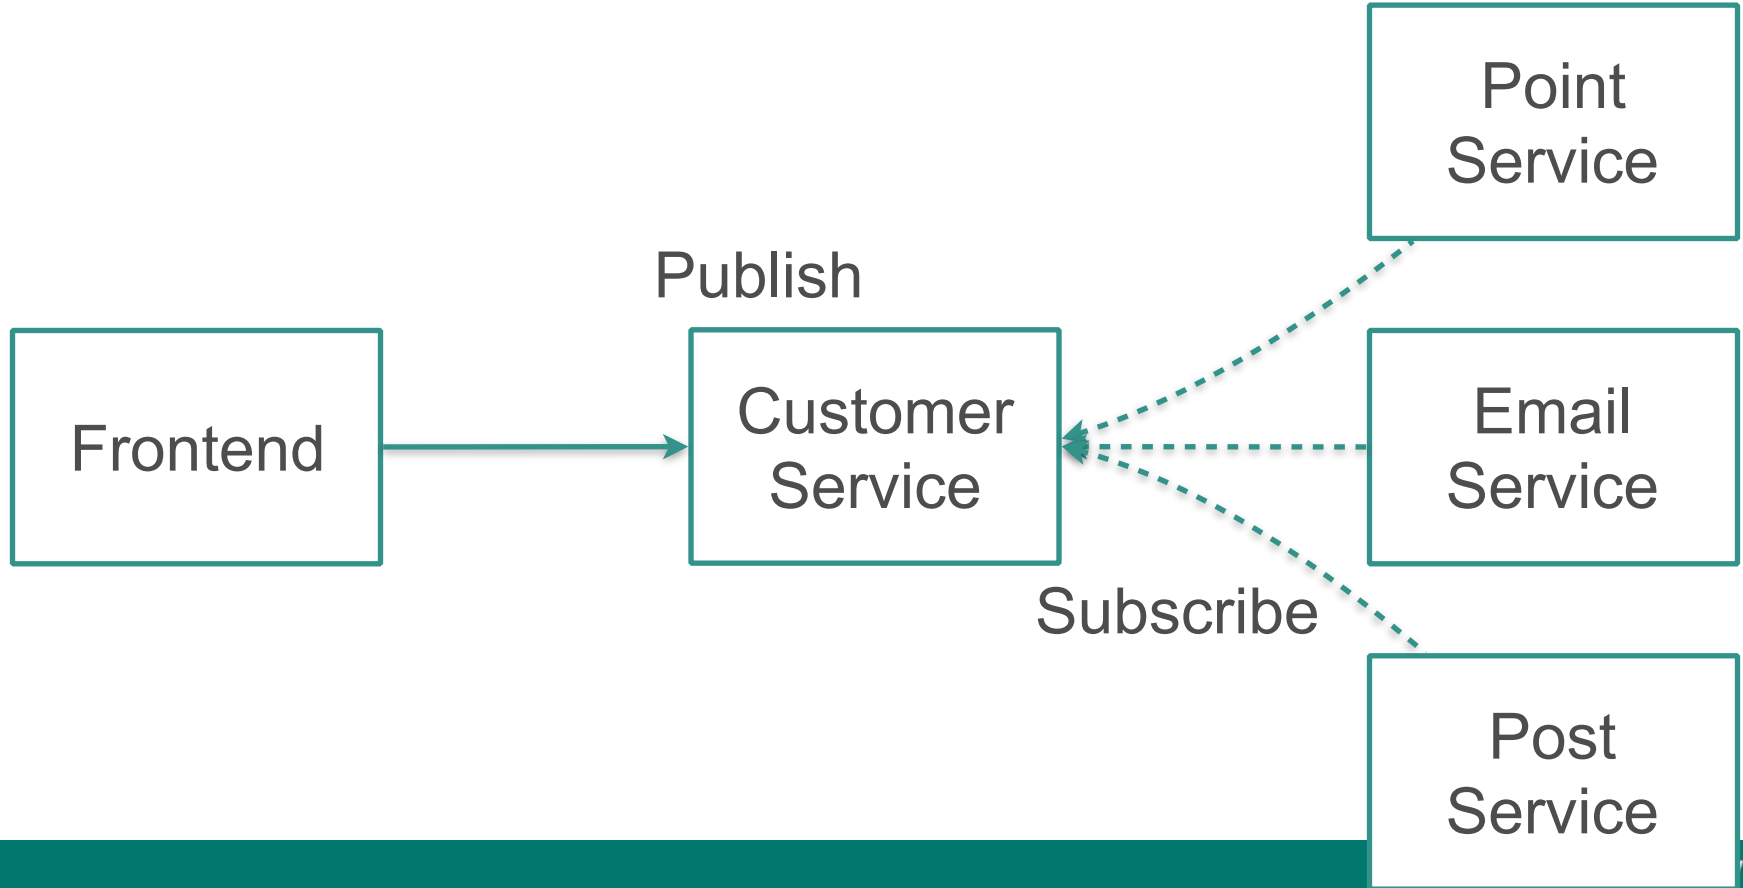 Point
Service
Publish
Frontend
Customer
Service
Email
Service
Subscribe
Post
Service